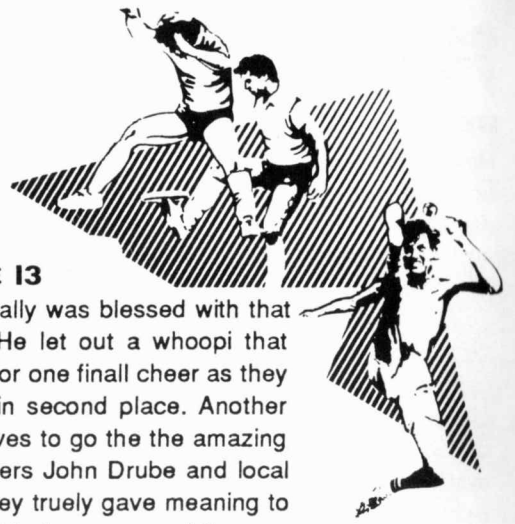 13
ally was blessed with that
He let out a whoopi that
or one finall cheer as they
in second place. Another
ves to go the the amazing
ers John Drube and local
ey truely gave meaning to